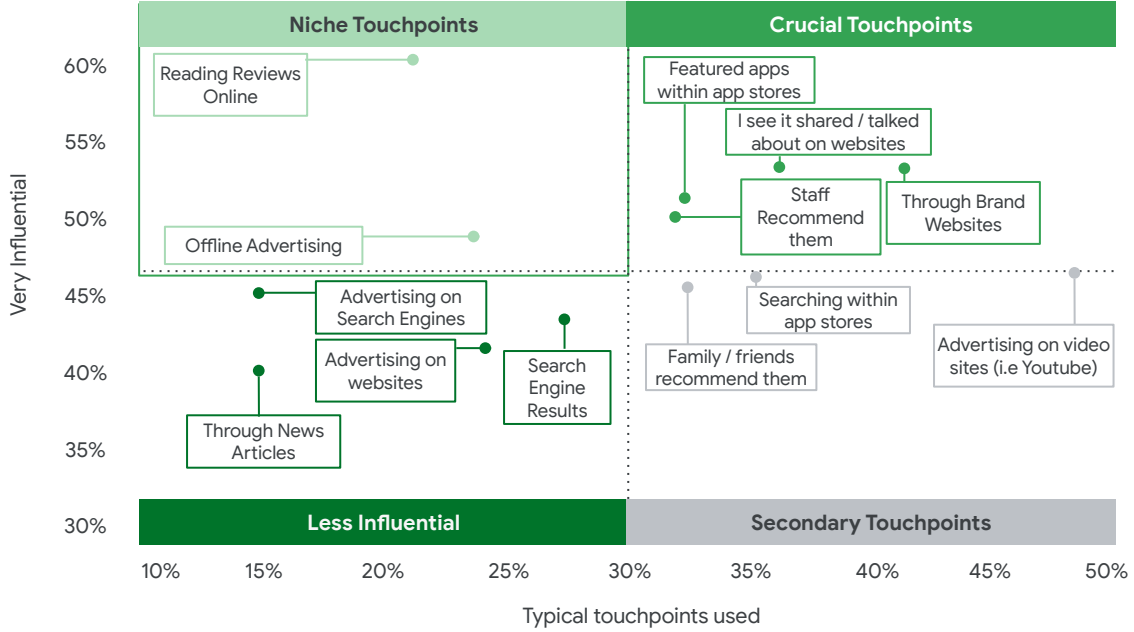 Niche Touchpoints
Crucial Touchpoints
60%
55%
50%
45%
40%
35%
30%
Very Influential
Reading Reviews
Online
Offline Advertising
Featured apps
within app stores
I see it shared / talked
about on websites
Staff
Recommend
them
Through Brand
Websites
Advertising on
Search Engines
Advertising on
websites
Search
Engine
Results
Through News
Articles
Searching within
app stores
Family / friends
recommend them
Advertising on video
sites (i.e Youtube)
Less Influential
Secondary Touchpoints
10%
15%
20%
25%
30%
35%
40%
45%
50%
Typical touchpoints used